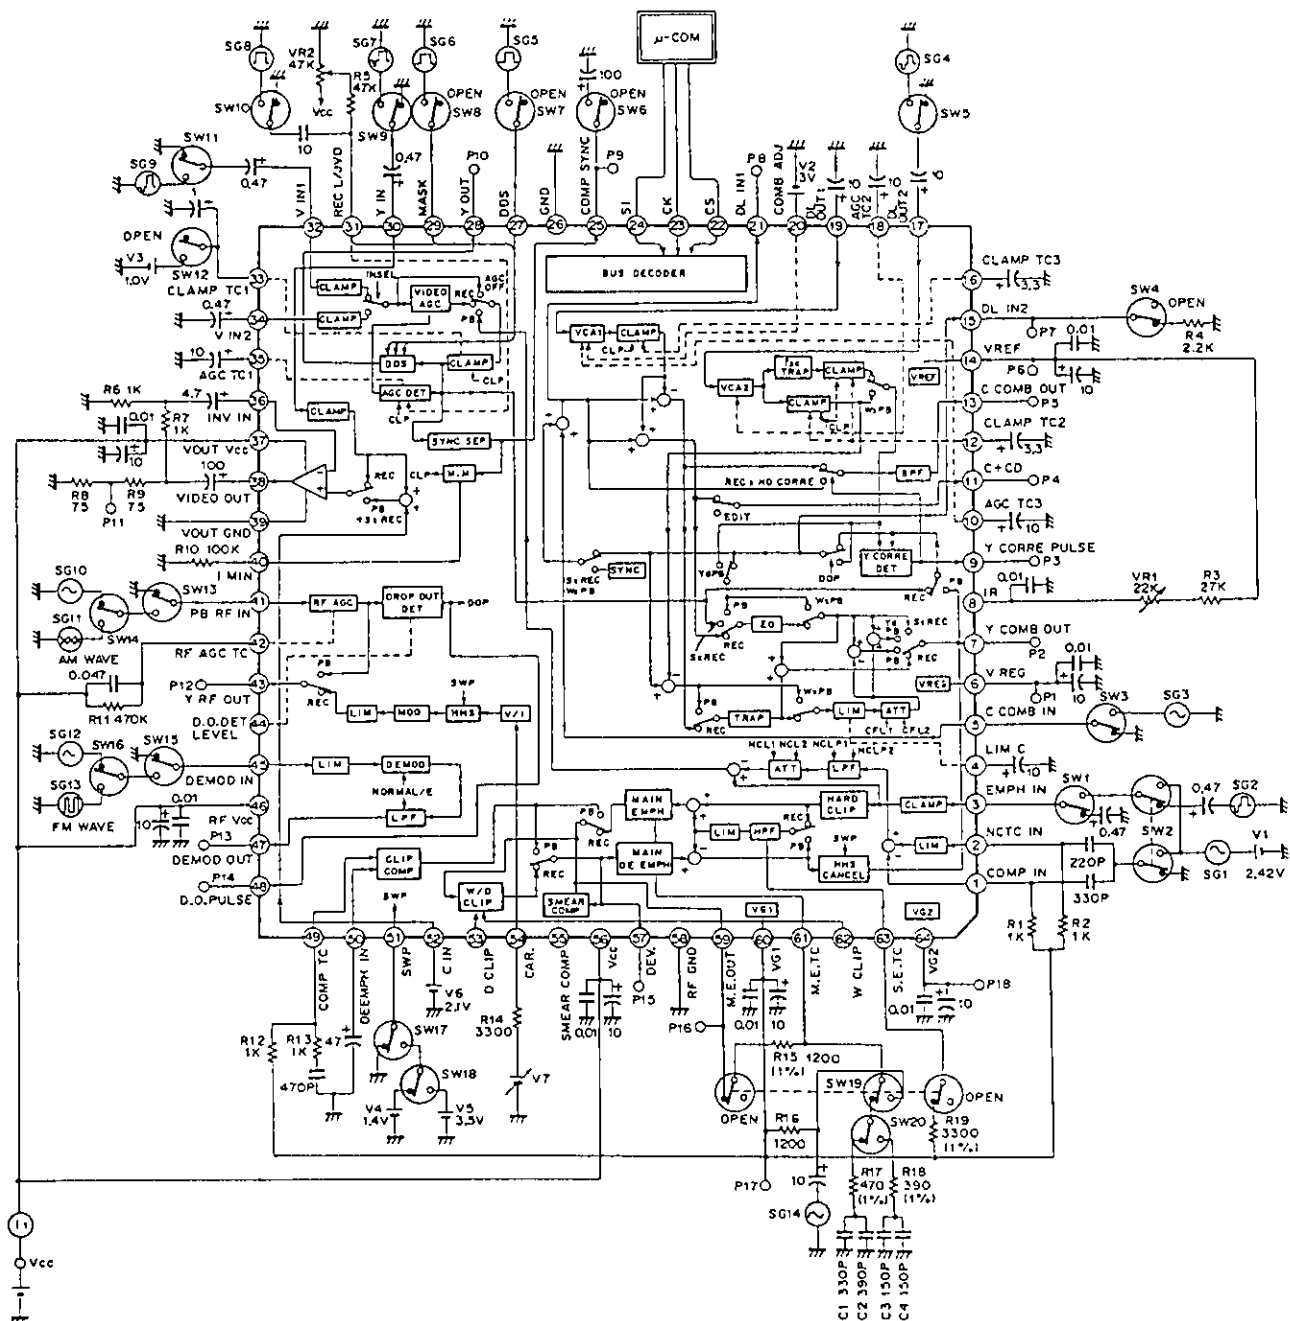 μ-COM
SG8
VR2
47K
R5
47K
SG7
SG6
SG5
100
SG4
SW10
Vcc
SW9
OPEN
SW8
OPEN
SW7
OPEN
SW6
SW5
SW11
SG9
0.47
10
0.47
P10
P9
P8
V2
3V
10
10
V IN1
REC L/JVD
Y IN
MASK
Y OUT
DDS
GND
COMP SYNC
SI
CK
CS
DL IN1
COMB ADJ
DL OUT1
AGC TC2
DL OUT2
32
31
30
29
28
27
26
25
24
23
22
21
20
19
18
17
OPEN
V3
1.0V
SW12
33
CLAMP TC1
0.47
34
V IN2
10
35
AGC TC1
R6 1K
4.7
36
INV IN
0.01
R7
1K
37
VOUT Vcc
10
100
38
VIDEO OUT
R8
75
R9
75
P11
39
VOUT GND
R10 100K
40
I MIN
SG10
SW13
41
PB RF IN
SG11
SW14
AM WAVE
42
RF AGC TC
0.047
P12
43
Y RF OUT
R11 470K
D.O.DET
LEVEL
44
SG12
SW16
SW15
45
DEMOD IN
SG13
FM WAVE
0.01
10
46
RF Vcc
P13
47
DEMOD OUT
P14
48
D.O.PULSE
BUS DECODER
INSEL
CLAMP
VIDEO
AGC
AGC
OFF
REC
PB
CLAMP
DDS
CLAMP
CLP
AGC DET
CLP
CLAMP
SYNC SEP
CLP
M.M
REC
PB
+S:REC
RF AGC
DROP OUT
DET
DOP
PB
REC
SWP
LIM
MOD
HHS
V/I
LIM
DEMOD
NORMAL/E
LPF
VCA1
CLAMP
CLP
VCA2
TRAP
CLAMP
CLAMP
CLP
VREF
BPF
REC:NO CORRE
EDIT
SYNC
DOP
Y CORRE
DET
PB
PB
REC
EQ
REC
VREG
PB
REC
TRAP
LIM
ATT
CFL1
CFL2
NCL1
NCL2
NCLP1
NCLP2
ATT
LPF
PB
REC
MAIN
EMPH
HARD
CLIP
CLAMP
LIM
HPF
REC
PB
SWP
LIM
MAIN
DE EMPH
HHS
CANCEL
CLIP
COMP
PB
REC
SWP
W/D
CLIP
SMEAR
COMP
VG1
VG2
16
CLAMP TC3
3.3
SW4
OPEN
15
DL IN2
P7
0.01
R4
2.2K
14
VREF
P6
10
13
C COMB OUT
P5
12
CLAMP TC2
3.3
11
C+CD
P4
10
AGC TC3
10
9
Y CORRE PULSE
P3
0.01
VR1
22K
R3
27K
8
IR
7
Y COMB OUT
P2
0.01
6
V REG
P1
10
SW3
SG3
5
C COMB IN
4
LIM C
10
3
EMPH IN
SW1
0.47
SG2
0.47
SW2
2
NCTC IN
220P
330P
SG1
V1
2.42V
1
COMP IN
R1
1K
R2
1K
49
50
51
52
53
54
55
56
57
58
59
60
61
62
63
64
COMP TC
DEEMPH IN
SWP
C IN
D CLIP
CAR.
SMEAR COMP
Vcc
DEV.
RF GND
M.E.OUT
VG1
M.E.TC
W CLIP
S.E.TC
VG2
V6
2.1V
P15
P18
R12
1K
R13
1K
47
470P
SW17
R14
3300
0.01
10
P16
0.01
10
0.01
10
SW18
V4
1.4V
V5
3.5V
V7
R15 1200
(1%)
SW19
OPEN
OPEN
R16
1200
SW20
R19
3300
(1%)
R17
470
(1%)
R18
390
(1%)
P17
10
SG14
Vcc
C1 330P
C2 390P
C3 150P
C4 150P